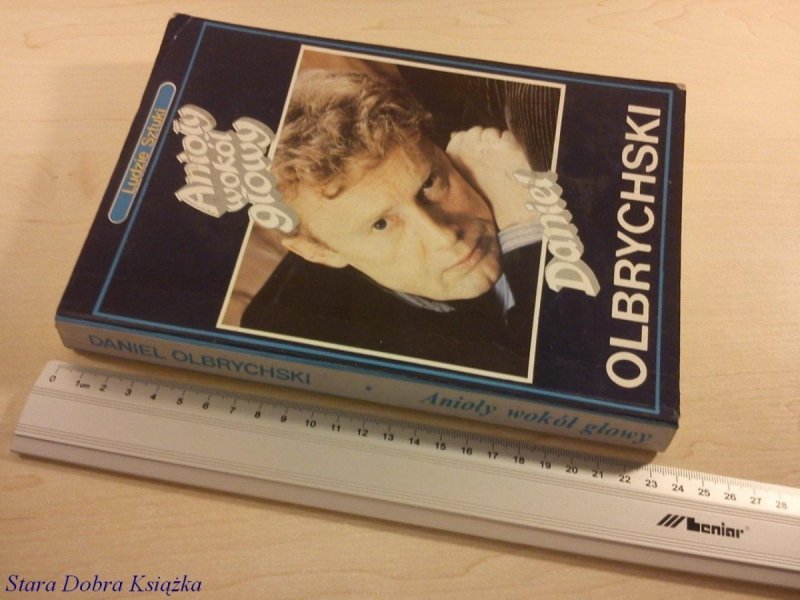 Ludzie Sztuki
Anioły
wokół
głowy
Daniel
OLBRYCHSKI
DANIEL OLBRYCHSKI • Anioły wokół głowy
0 1cm 2 3 4 5 6 7 8 9 10 11 12 13 14 15 16 17 18 19 20 21 22 23 24 25 26 27 28
Leniar
Stara Dobra Książka